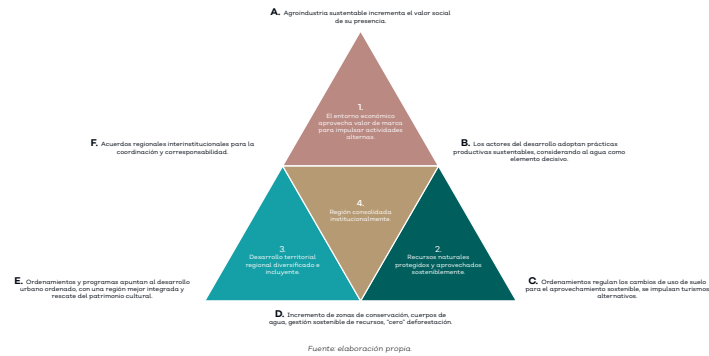 A. Agroindustria sustentable incrementa el valor social
de su presencia.
1.
El entorno económico
aprovecha valor de marca
para impulsar actividades
alternas.
F. Acuerdos regionales interinstitucionales para la
coordinación y corresponsabilidad.
B. Los actores del desarrollo adoptan prácticas
productivas sustentables, considerando al agua como
elemento decisivo.
4.
Región consolidada
institucionalmente.
3.
Desarrollo territorial
regional diversificado e
incluyente.
2.
Recursos naturales
protegidos y aprovechados
sosteniblemente.
E. Ordenamientos y programas apuntan al desarrollo
urbano ordenado, con una región mejor integrada y
rescate del patrimonio cultural.
C. Ordenamientos regulan los cambios de uso de suelo
para el aprovechamiento sostenible, se impulsan turismos
alternativos.
D. Incremento de zonas de conservación, cuerpos de
agua, gestión sostenible de recursos, "cero" deforestación.
Fuente: elaboración propia.